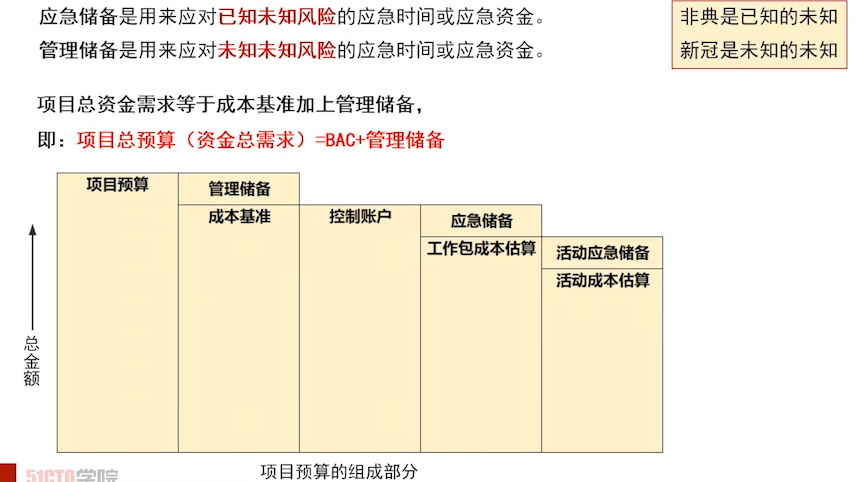 应急储备是用来应对已知未知风险的应急时间或应急资金。
管理储备是用来应对未知未知风险的应急时间或应急资金。
非典是已知的未知
新冠是未知的未知
项目总资金需求等于成本基准加上管理储备，
即：项目总预算（资金总需求）=BAC+管理储备
项目预算
管理储备
成本基准
控制账户
应急储备
工作包成本估算
活动应急储备
活动成本估算
总金额
项目预算的组成部分
51CTO学院